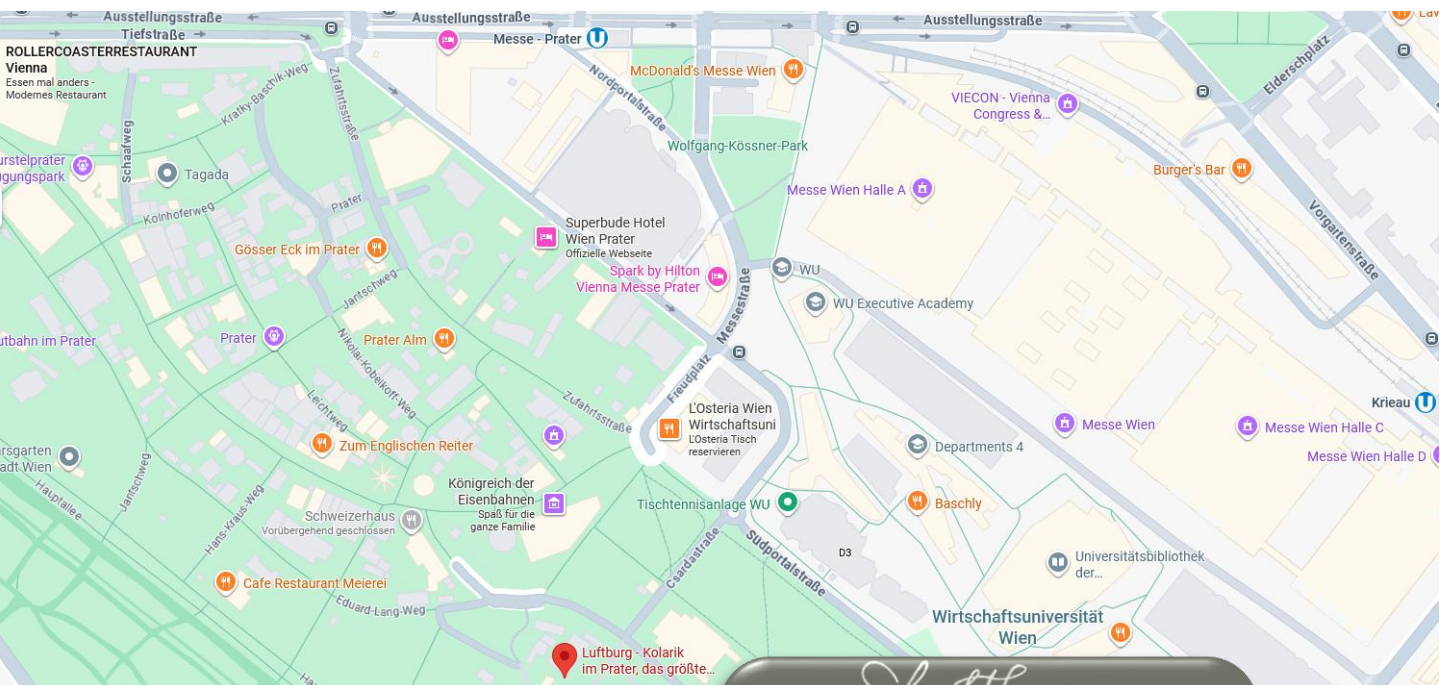 Ausstellungsstraße
Ausstellungsstraße
Ausstellungsstraße
Tiefstraße
Messe - Prater
U
ROLLERCOASTERRESTAURANT
Vienna
Essen mal anders -
Modernes Restaurant
Kratky-Baschik-Weg
Zufahrtsstraße
Nordportalstraße
McDonald's Messe Wien
Elderschplatz
VIECON - Vienna
Congress &...
Schaafweg
Wolfgang-Kössner-Park
Tagada
Burger's Bar
Messe Wien Halle A
Prater
Koinhoferweg
Vorgartenstraße
Superbude Hotel
Wien Prater
Offizielle Webseite
Gösser Eck im Prater
Spark by Hilton
Vienna Messe Prater
WU
Jantschweg
WU Executive Academy
Messestraße
Prater
Prater Alm
im Prater
Nikolai-Kobelkoff-Weg
Freudplatz
Leichtweg
Zufahrtsstraße
L'Osteria Wien
Wirtschaftsuni
L'Osteria Tisch
reservieren
Krieau
U
Messe Wien
Messe Wien Halle C
Messe Wien Halle D
Zum Englischen Reiter
Departments 4
Hauptallee
Jantschweg
Königreich der
Eisenbahnen
Spaß für die
ganze Familie
Tischtennisanlage WU
Baschly
Schweizerhaus
Vorübergehend geschlossen
Hans-Kraus-Weg
Csardastraße
Südportalstraße
D3
Universitätsbibliothek
der...
Cafe Restaurant Meierei
Eduard-Lang-Weg
Wirtschaftsuniversität
Wien
Luftburg - Kolarik
im Prater, das größte...